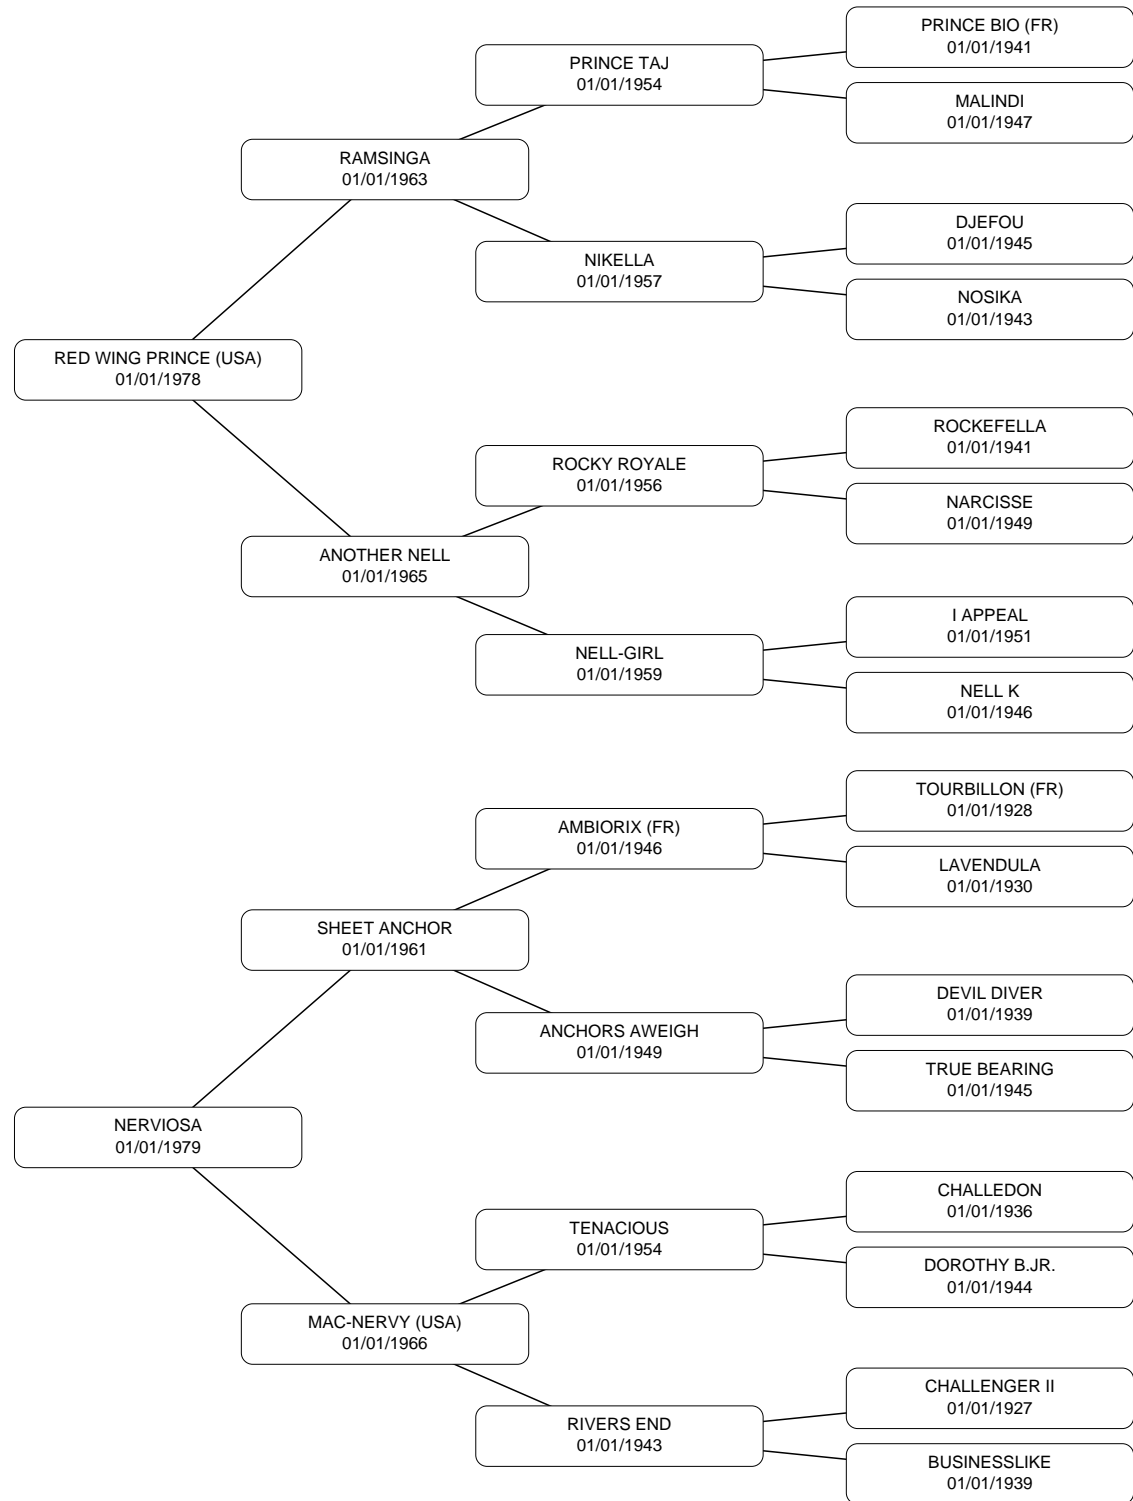 PRINCE BIO (FR)
01/01/1941
PRINCE TAJ
01/01/1954
MALINDI
01/01/1947
RAMSINGA
01/01/1963
DJEFOU
01/01/1945
NIKELLA
01/01/1957
NOSIKA
01/01/1943
RED WING PRINCE (USA)
01/01/1978
ROCKEFELLA
01/01/1941
ROCKY ROYALE
01/01/1956
NARCISSE
01/01/1949
ANOTHER NELL
01/01/1965
I APPEAL
01/01/1951
NELL-GIRL
01/01/1959
NELL K
01/01/1946
TOURBILLON (FR)
01/01/1928
AMBIORIX (FR)
01/01/1946
LAVENDULA
01/01/1930
SHEET ANCHOR
01/01/1961
DEVIL DIVER
01/01/1939
ANCHORS AWEIGH
01/01/1949
TRUE BEARING
01/01/1945
NERVIOSA
01/01/1979
CHALLEDON
01/01/1936
TENACIOUS
01/01/1954
DOROTHY B.JR.
01/01/1944
MAC-NERVY (USA)
01/01/1966
CHALLENGER II
01/01/1927
RIVERS END
01/01/1943
BUSINESSLIKE
01/01/1939